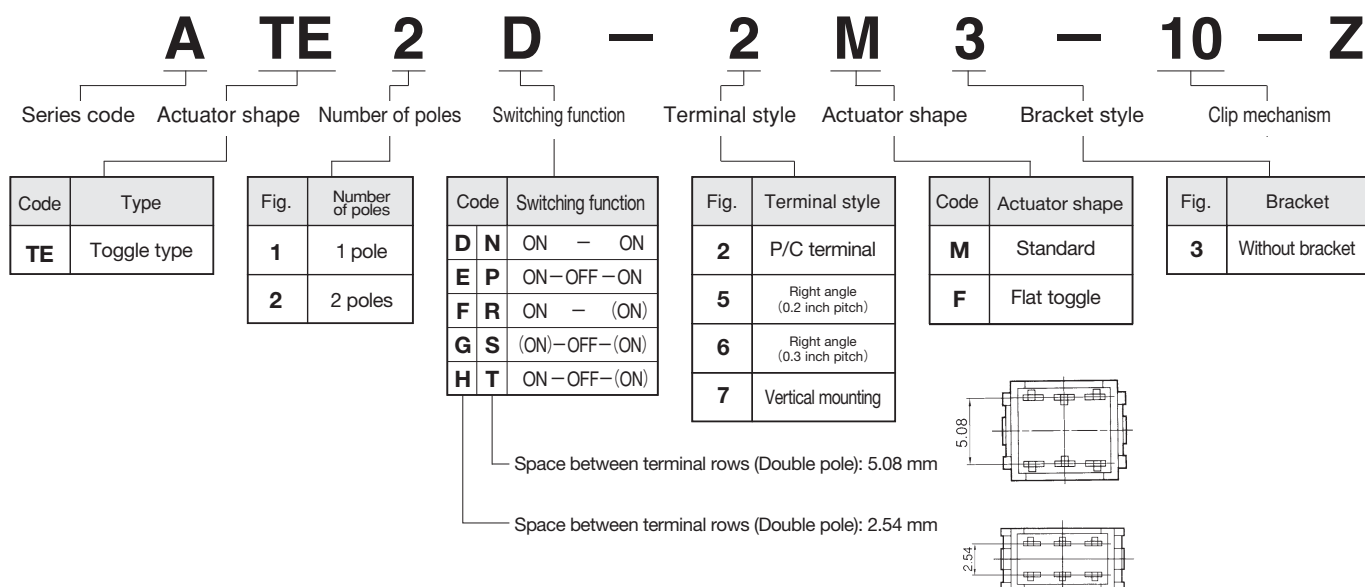 A TE 2 D － 2 M 3 － 10 － Z
Series code Actuator shape Number of poles Switching function Terminal style Actuator shape Bracket style Clip mechanism
Code Type
TE Toggle type
Fig. Number of poles
1 1 pole
2 2 poles
Code Switching function
D N ON － ON
E P ON－OFF－ON
F R ON － (ON)
G S (ON)－OFF－(ON)
H T ON－OFF－(ON)
Fig. Terminal style
2 P/C terminal
5 Right angle
(0.2 inch pitch)
6 Right angle
(0.3 inch pitch)
7 Vertical mounting
Code Actuator shape
M Standard
F Flat toggle
Fig. Bracket
3 Without bracket
5.08
Space between terminal rows (Double pole): 5.08 mm
Space between terminal rows (Double pole): 2.54 mm
2.54